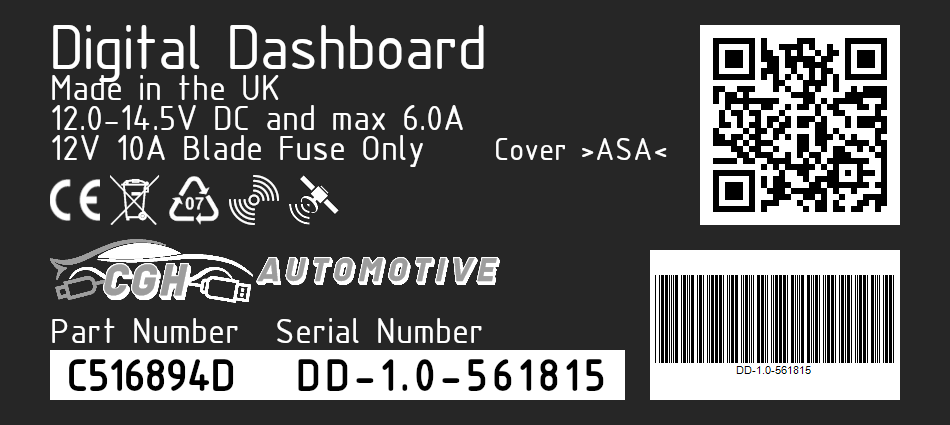 Digital Dashboard
Made in the UK
12.0-14.5V DC and max 6.0A
12V 10A Blade Fuse Only
Cover >ASA<
CE
07
CGH AUTOMOTIVE
Part Number Serial Number
C516894D DD-1.0-561815
DD-1.0-561815